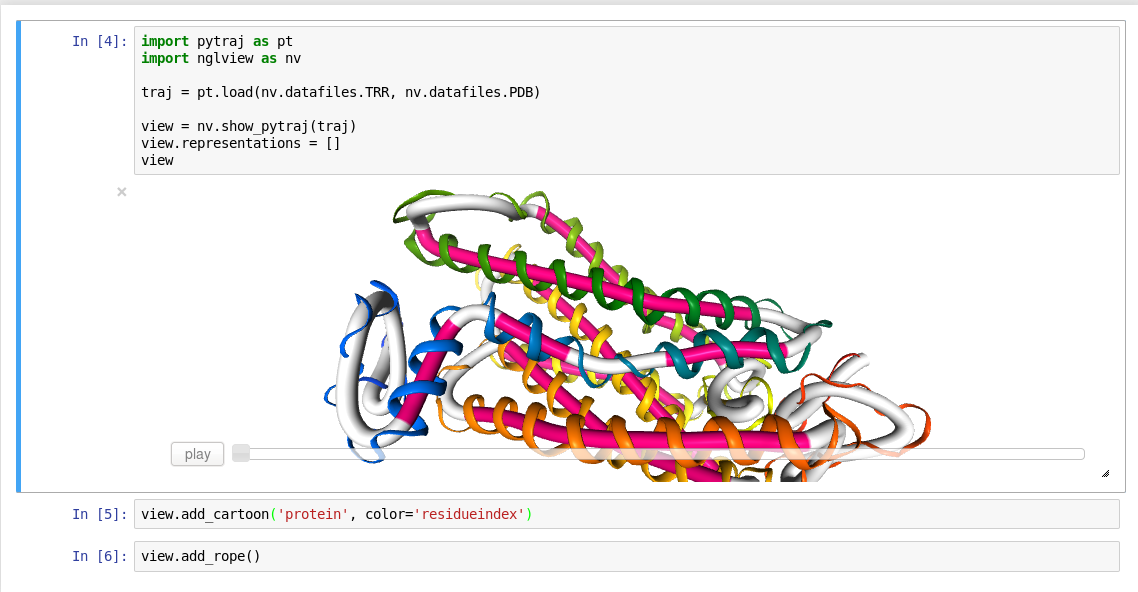 In [4]:
import pytraj as pt
import nglview as nv
traj = pt.load(nv.datafiles.TRR, nv.datafiles.PDB)
view = nv.show_pytraj(traj)
view.representations = []
view
×
play
In [5]: view.add_cartoon('protein', color='residueindex')
In [6]: view.add_rope()